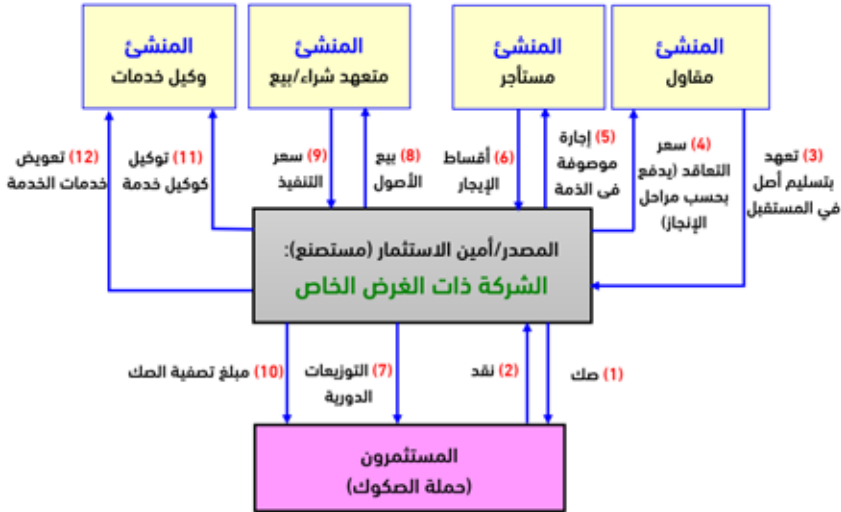 المنشئ
مقاول
المنشئ
مستأجر
المنشئ
متعهد شراء/بيع
المنشئ
وكيل خدمات
(3) تعهد
بتسليم أصل
في المستقبل
(4) سعر
التعاقد (يدفع
بحسب مراحل
الإنجاز)
(5) إجارة
موصوفة
فى الذمة
(6) أقساط
الإيجار
(8) بيع
الأصول
(9) سعر
التنفيذ
(11) توكيل
كوكيل خدمة
(12) تعويض
خدمات الخدمة
المصدر/أمين الاستثمار (مستصنع):
الشركة ذات الغرض الخاص
(1) صك
(2) نقد
(7) التوزيعات
الدورية
(10) مبلغ تصفية الصك
المستثمرون
(حملة الصكوك)